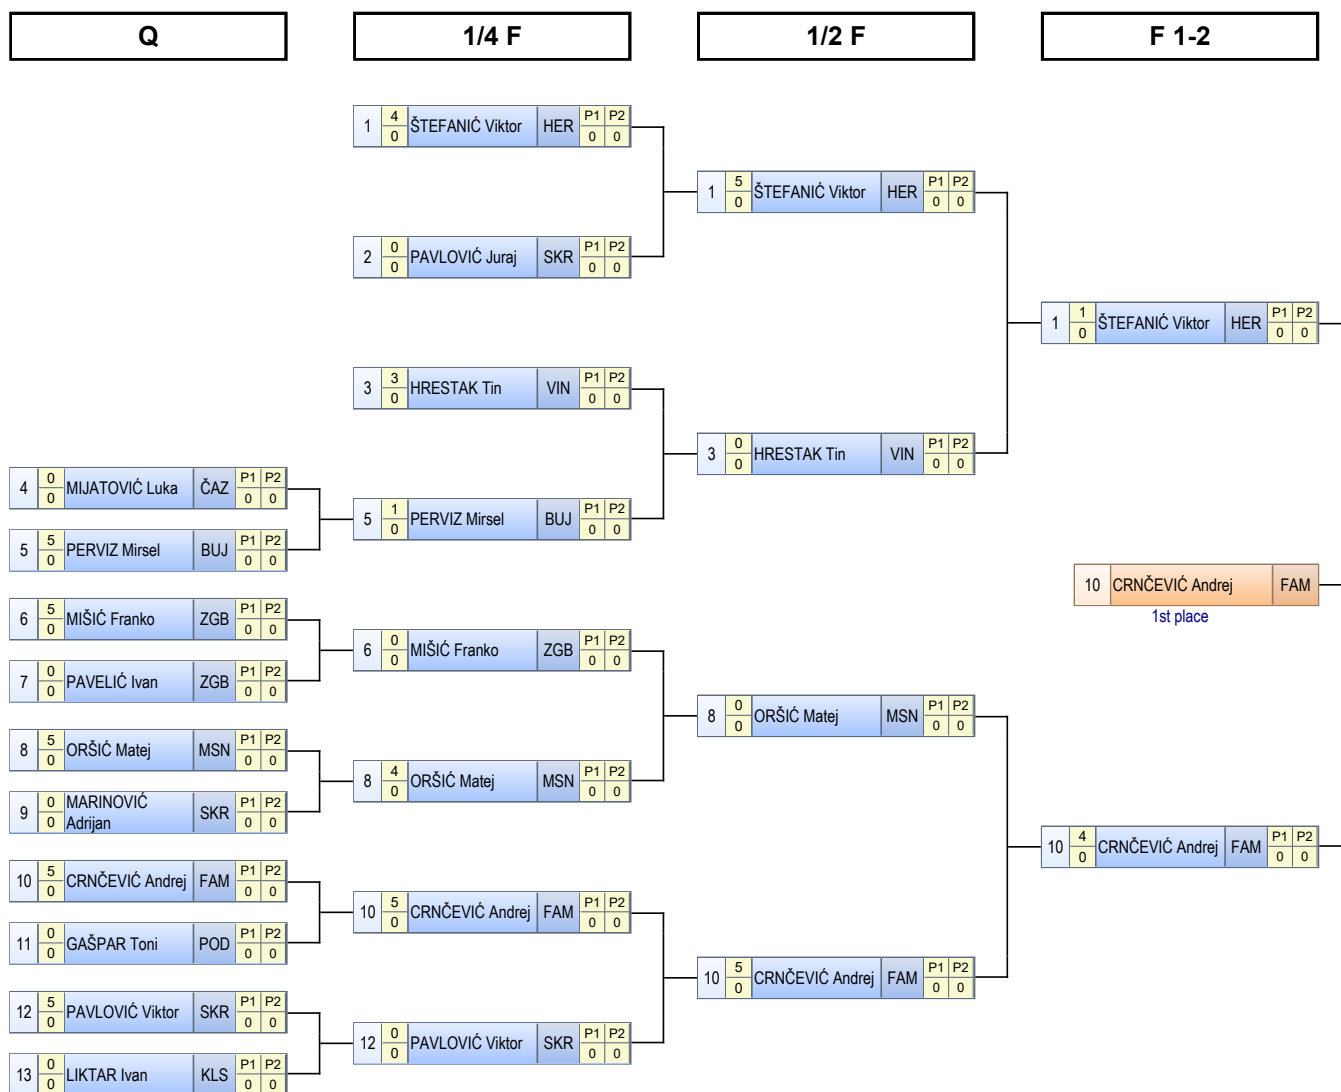 Q
1/4 F
1/2 F
F 1-2
1 4 0 ŠTEFANIĆ Viktor HER P1 P2 0 0
2 0 0 PAVLOVIĆ Juraj SKR P1 P2 0 0
3 3 0 HRESTAK Tin VIN P1 P2 0 0
4 0 0 MIJATOVIĆ Luka ČAZ P1 P2 0 0
5 5 0 PERVIZ Mirsel BUJ P1 P2 0 0
5 1 0 PERVIZ Mirsel BUJ P1 P2 0 0
6 5 0 MIŠIĆ Franko ZGB P1 P2 0 0
7 0 0 PAVELIĆ Ivan ZGB P1 P2 0 0
6 0 0 MIŠIĆ Franko ZGB P1 P2 0 0
8 5 0 ORŠIĆ Matej MSN P1 P2 0 0
9 0 0 MARINOVIĆ
Adrijan SKR P1 P2 0 0
8 4 0 ORŠIĆ Matej MSN P1 P2 0 0
10 5 0 CRNČEVIĆ Andrej FAM P1 P2 0 0
11 0 0 GAŠPAR Toni POD P1 P2 0 0
10 5 0 CRNČEVIĆ Andrej FAM P1 P2 0 0
12 5 0 PAVLOVIĆ Viktor SKR P1 P2 0 0
13 0 0 LIKTAR Ivan KLS P1 P2 0 0
12 0 0 PAVLOVIĆ Viktor SKR P1 P2 0 0
1 5 0 ŠTEFANIĆ Viktor HER P1 P2 0 0
3 0 0 HRESTAK Tin VIN P1 P2 0 0
8 0 0 ORŠIĆ Matej MSN P1 P2 0 0
10 5 0 CRNČEVIĆ Andrej FAM P1 P2 0 0
1 1 0 ŠTEFANIĆ Viktor HER P1 P2 0 0
10 CRNČEVIĆ Andrej FAM
1st place
10 4 0 CRNČEVIĆ Andrej FAM P1 P2 0 0